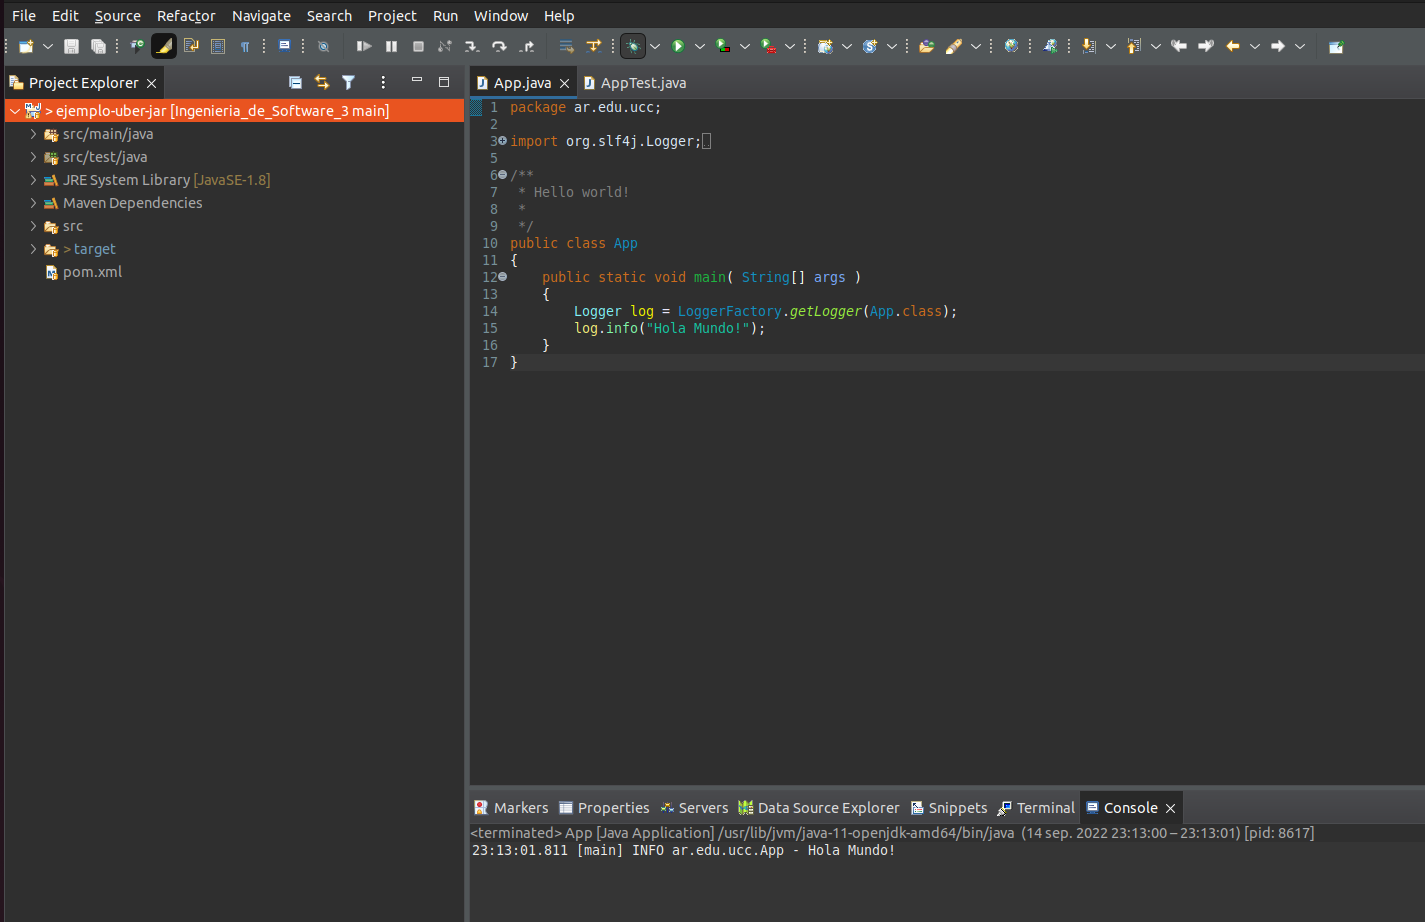 File Edit Source Refactor Navigate Search Project Run Window Help
Project Explorer
> ejemplo-uber-jar [Ingenieria_de_Software_3 main]
src/main/java
src/test/java
JRE System Library [JavaSE-1.8]
Maven Dependencies
src
> target
pom.xml
App.java AppTest.java
1 package ar.edu.ucc;
2
3 import org.slf4j.Logger;
5
6 /**
7 * Hello world!
8 *
9 */
10 public class App
11 {
12 public static void main( String[] args )
13 {
14 Logger log = LoggerFactory.getLogger(App.class);
15 log.info("Hola Mundo!");
16 }
17 }
Markers Properties Servers Data Source Explorer Snippets Terminal Console
<terminated> App [Java Application] /usr/lib/jvm/java-11-openjdk-amd64/bin/java (14 sep. 2022 23:13:00 – 23:13:01) [pid: 8617]
23:13:01.811 [main] INFO ar.edu.ucc.App - Hola Mundo!